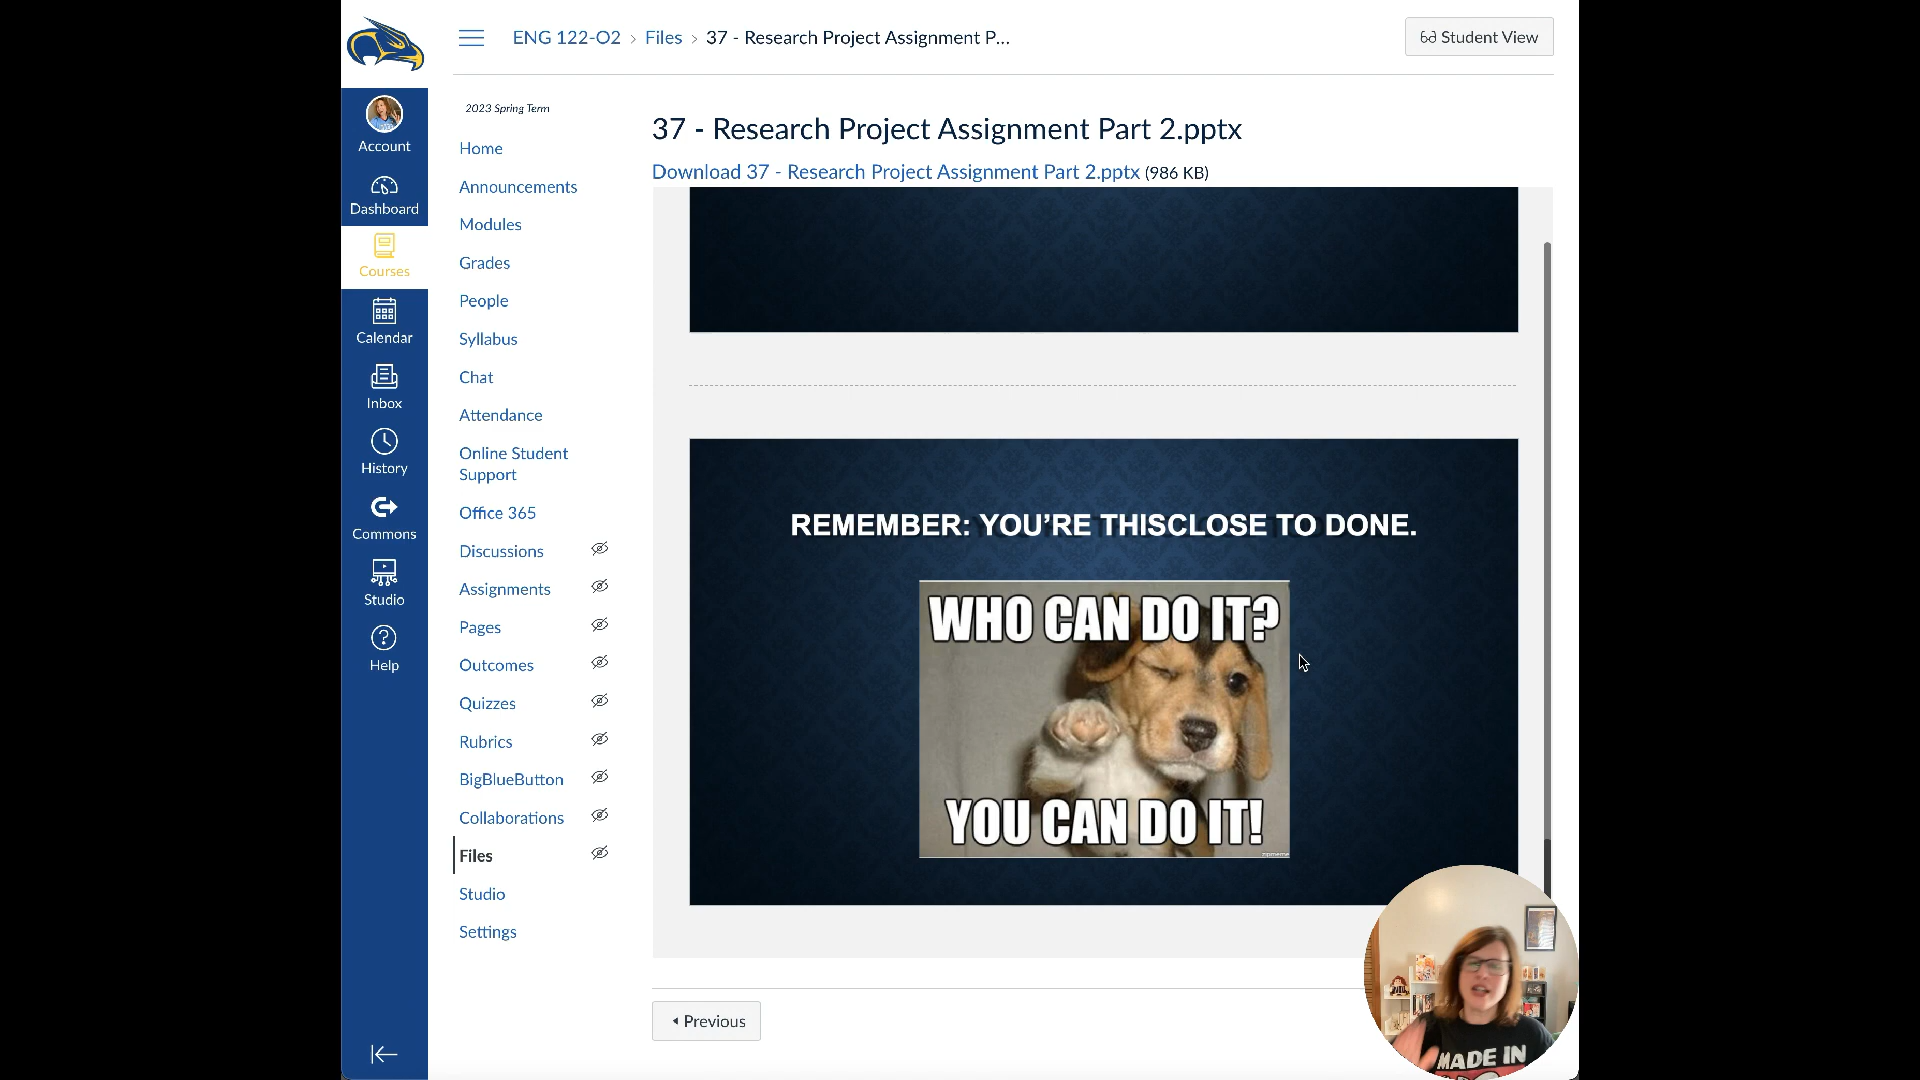 ENG 122-O2 > Files > 37 - Research Project Assignment P...
Student View
Account
Dashboard
Courses
Calendar
Inbox
History
Commons
Studio
Help
2023 Spring Term
Home
Announcements
Modules
Grades
People
Syllabus
Chat
Attendance
Online Student
Support
Office 365
Discussions
Assignments
Pages
Outcomes
Quizzes
Rubrics
BigBlueButton
Collaborations
Files
Studio
Settings
37 - Research Project Assignment Part 2.pptx
Download 37 - Research Project Assignment Part 2.pptx (986 KB)
REMEMBER: YOU'RE THISCLOSE TO DONE.
WHO CAN DO IT?
YOU CAN DO IT!
Previous
MADE IN